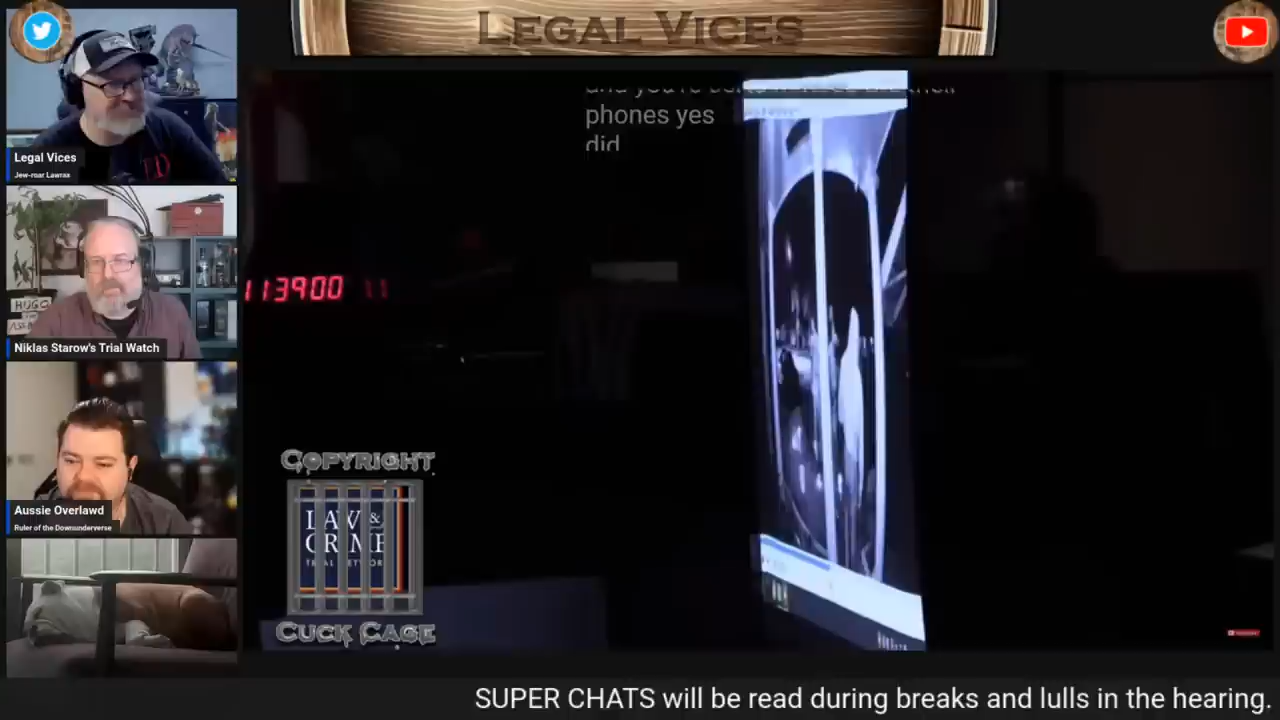 LEGAL VICES
phones yes
did
Legal Vices
Jew-roar Lawrax
HUGO
Niklas Starow's Trial Watch
113900 11
COPYRIGHT
LAW &
CRIME
CUCK CAGE
Aussie Overlawd
Ruler of the Downunderverse
SUPER CHATS will be read during breaks and lulls in the hearing.